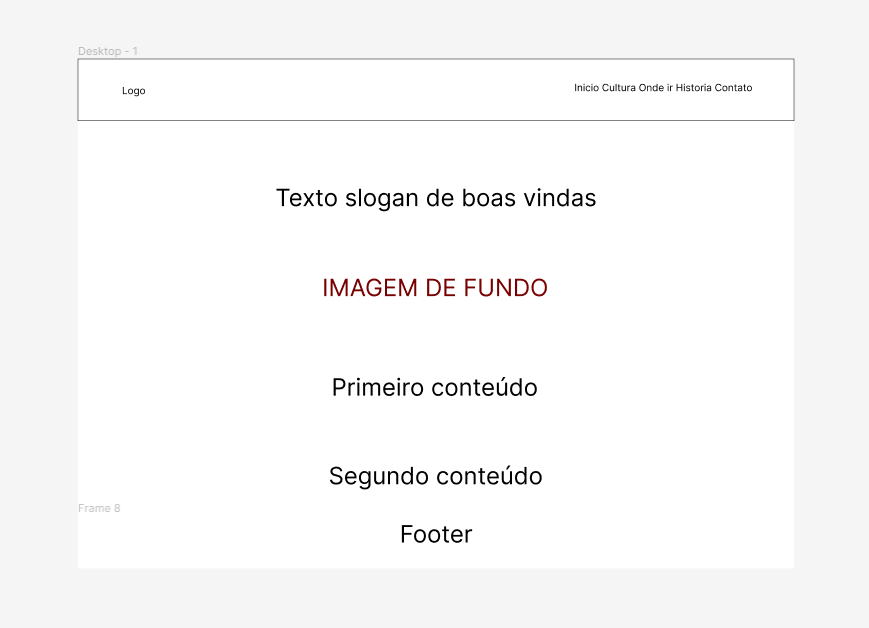 Desktop - 1
Logo
Inicio Cultura Onde ir Historia Contato
Texto slogan de boas vindas
IMAGEM DE FUNDO
Primeiro conteúdo
Segundo conteúdo
Frame 8
Footer